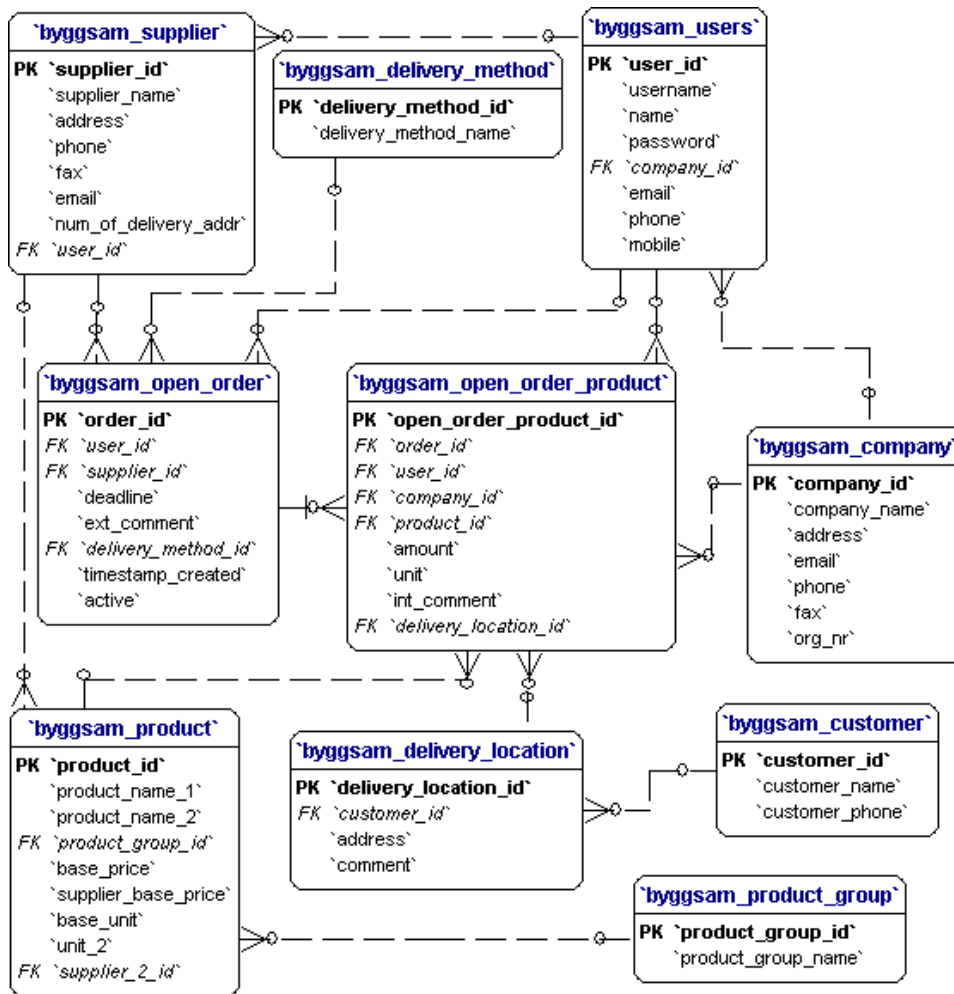 `byggsam_supplier`
PK `supplier_id`
`supplier_name`
`address`
`phone`
`fax`
`email`
`num_of_delivery_addr`
FK `user_id`
`byggsam_delivery_method`
PK `delivery_method_id`
`delivery_method_name`
`byggsam_users`
PK `user_id`
`username`
`name`
`password`
FK `company_id`
`email`
`phone`
`mobile`
`byggsam_open_order`
PK `order_id`
FK `user_id`
FK `supplier_id`
`deadline`
`ext_comment`
FK `delivery_method_id`
`timestamp_created`
`active`
`byggsam_open_order_product`
PK `open_order_product_id`
FK `order_id`
FK `user_id`
FK `company_id`
FK `product_id`
`amount`
`unit`
`int_comment`
FK `delivery_location_id`
`byggsam_company`
PK `company_id`
`company_name`
`address`
`email`
`phone`
`fax`
`org_nr`
`byggsam_product`
PK `product_id`
`product_name_1`
`product_name_2`
FK `product_group_id`
`base_price`
`supplier_base_price`
`base_unit`
`unit_2`
FK `supplier_2_id`
`byggsam_delivery_location`
PK `delivery_location_id`
FK `customer_id`
`address`
`comment`
`byggsam_customer`
PK `customer_id`
`customer_name`
`customer_phone`
`byggsam_product_group`
PK `product_group_id`
`product_group_name`